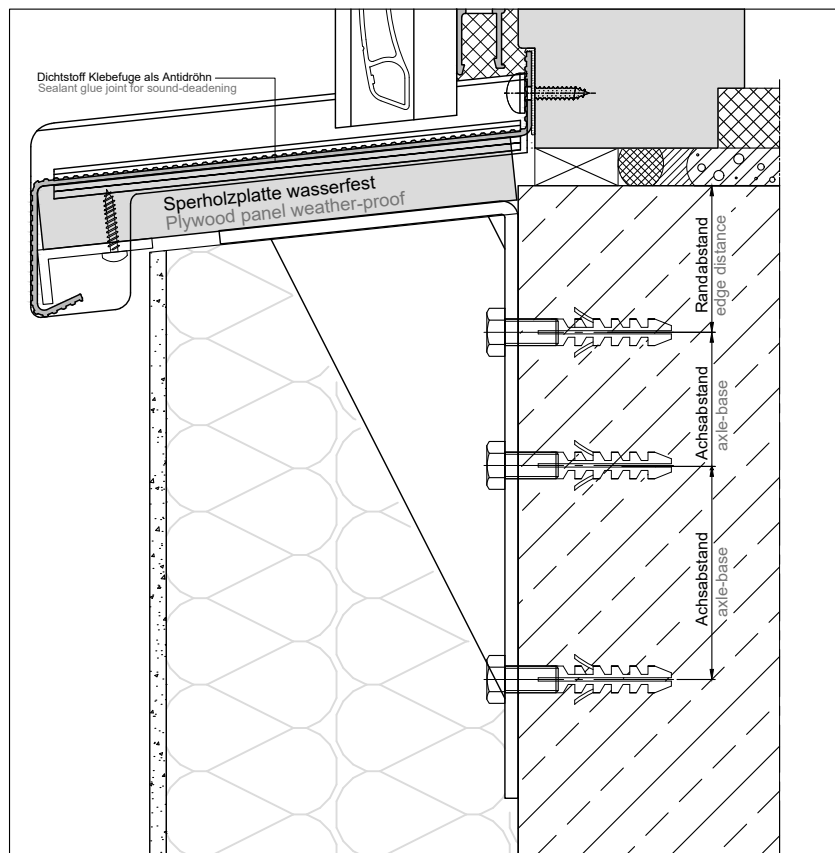 Dichtstoff Klebefuge als Antidröhn
Sealant glue joint for sound-deadening
Sperholzplatte wasserfest
Plywood panel weather-proof
Randabstand
edge distance
Achsabstand
axle-base
Achsabstand
axle-base